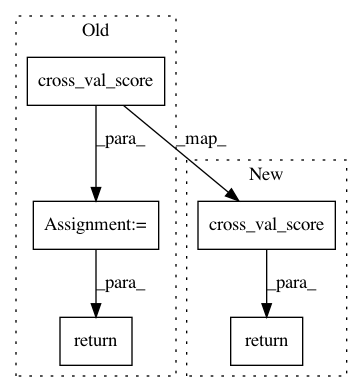 Old
cross_val_score
_para_
_map_
New
Assignment:=
cross_val_score
_para_
_para_
return
return